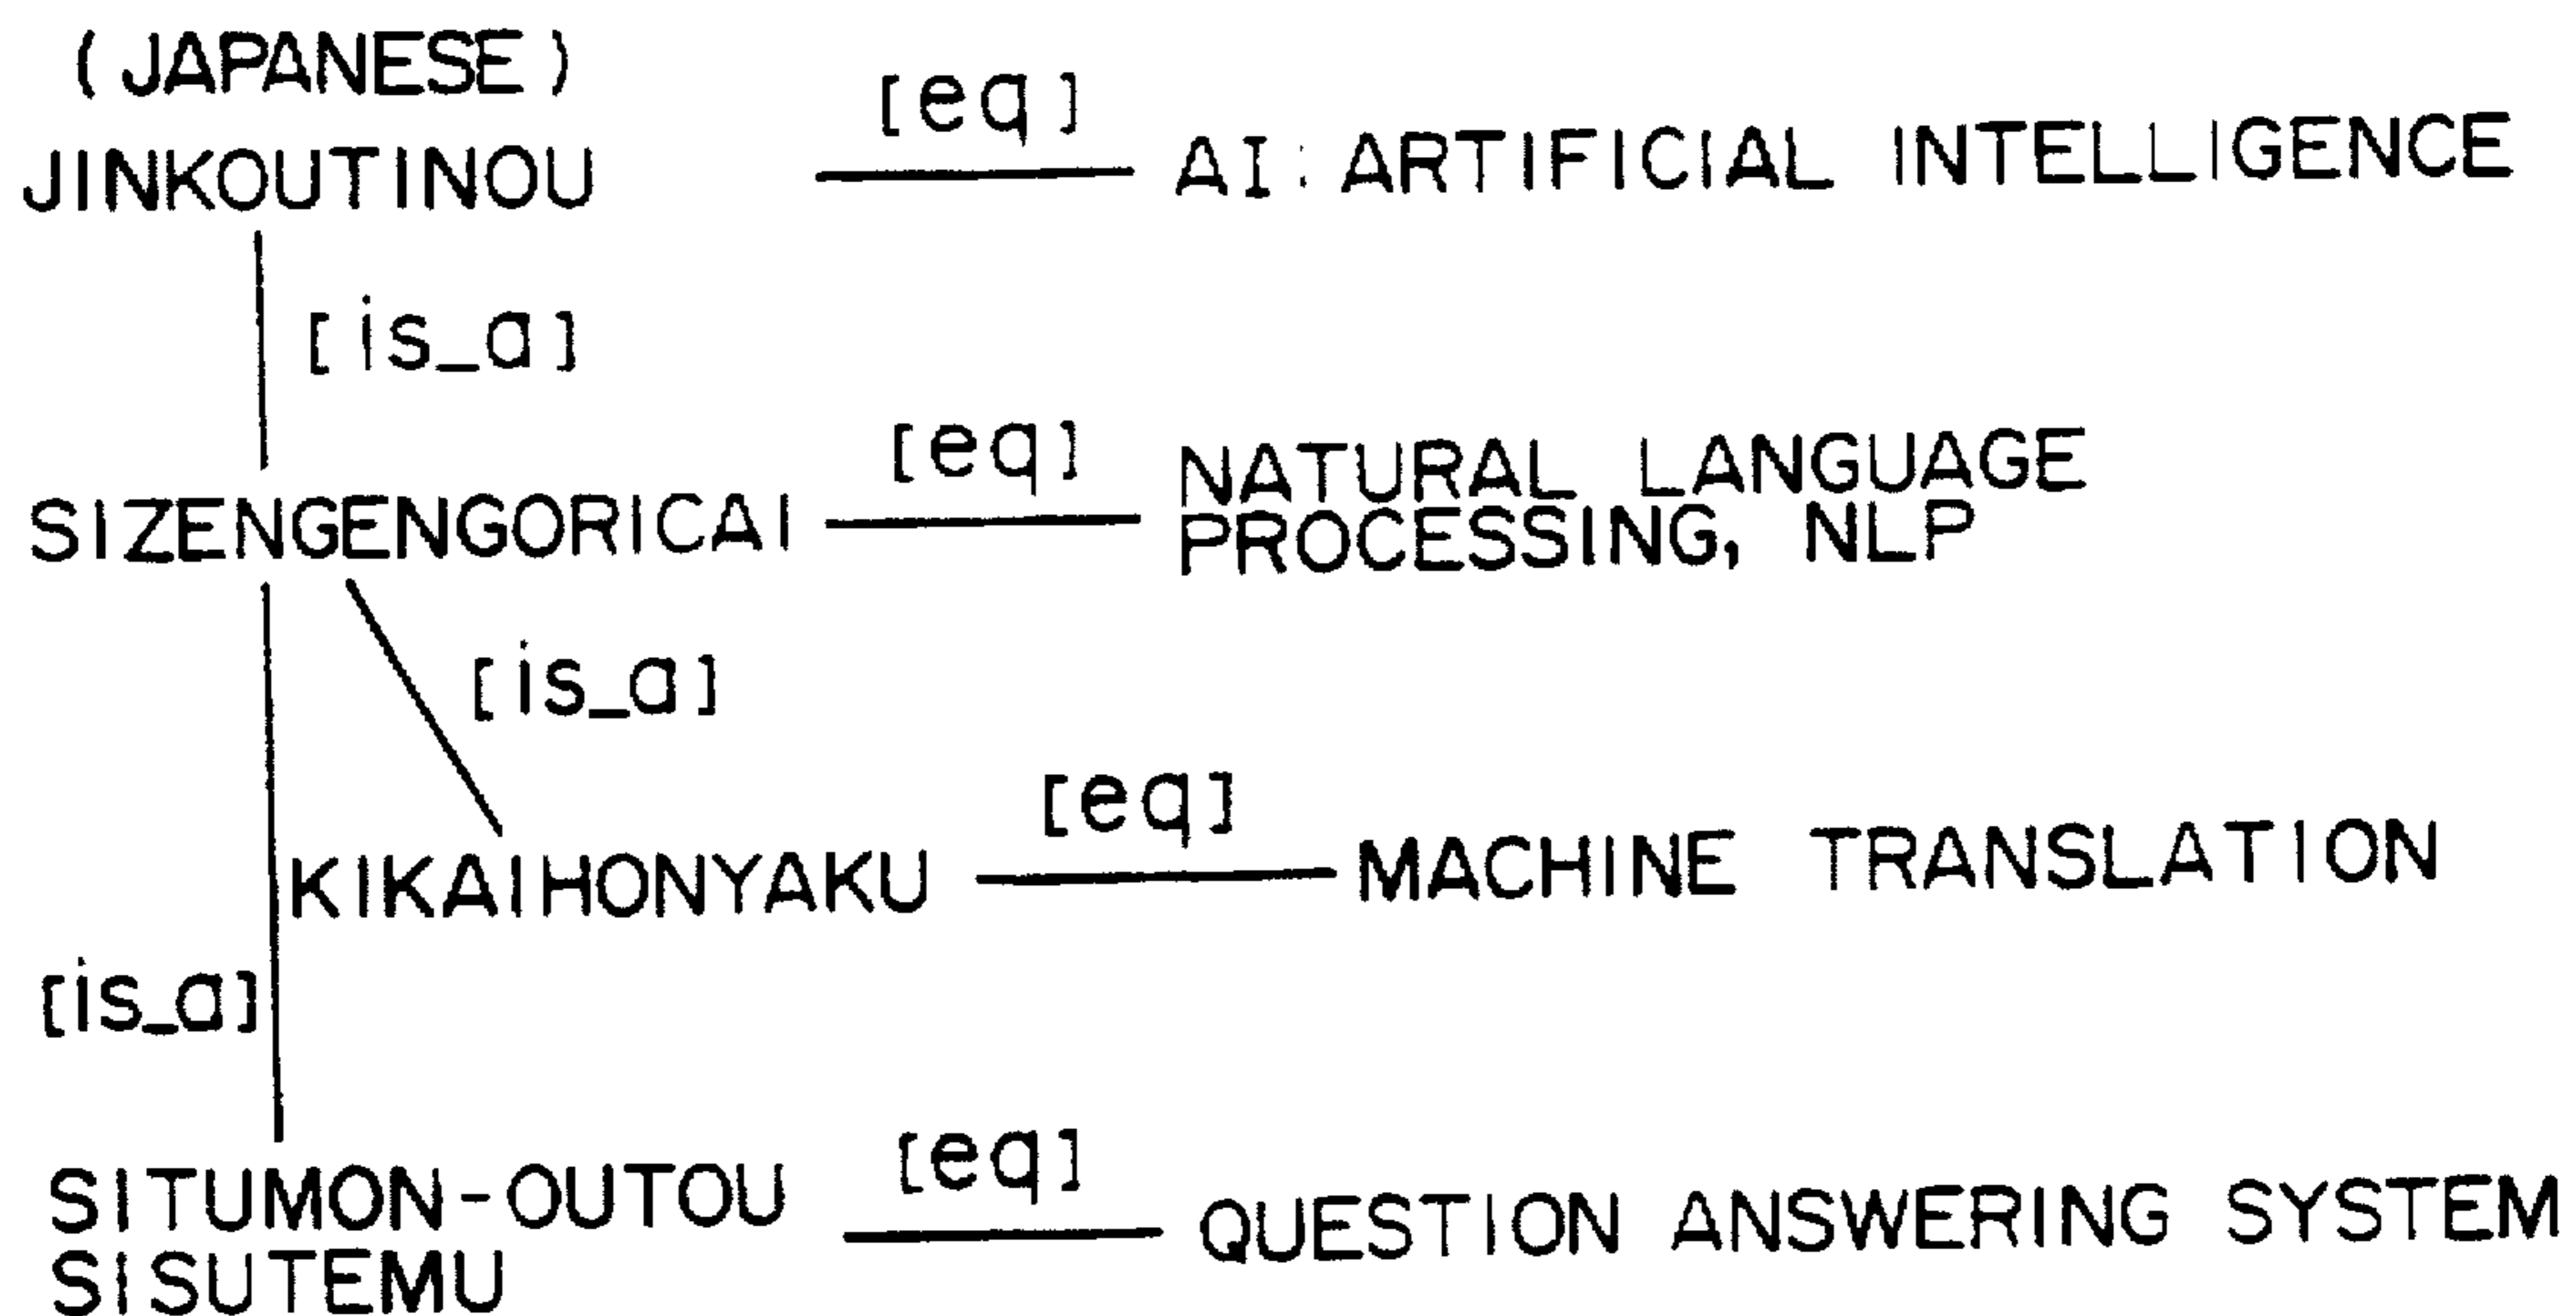 (JAPANESE)
JINKOUTINOU
[eq]
AI: ARTIFICIAL INTELLIGENCE
[is_a]
SIZENGENGORICAI
[eq]
NATURAL LANGUAGE
PROCESSING, NLP
[is_a]
KIKAIHONYAKU
[eq]
MACHINE TRANSLATION
[is_a]
SITUMON-OUTOU
SISUTEMU
[eq]
QUESTION ANSWERING SYSTEM